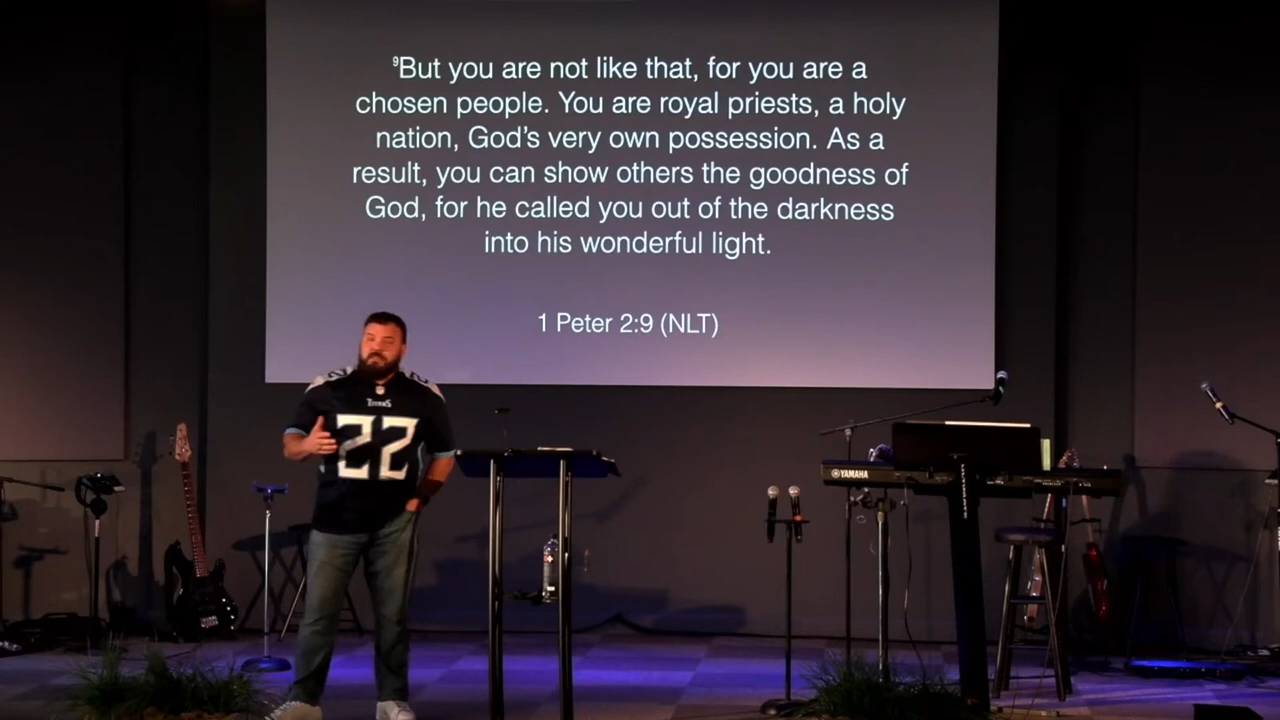 ⁹But you are not like that, for you are a
chosen people. You are royal priests, a holy
nation, God's very own possession. As a
result, you can show others the goodness of
God, for he called you out of the darkness
into his wonderful light.
1 Peter 2:9 (NLT)
TITANS
22
YAMAHA